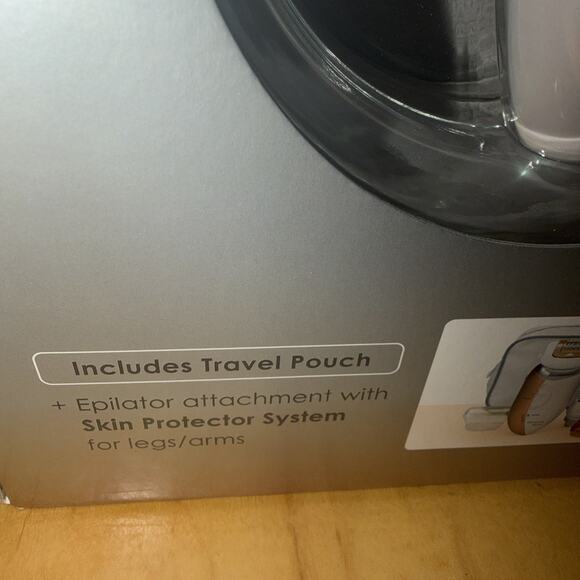 Includes Travel Pouch
+ Epilator attachment with
Skin Protector System
for legs/arms